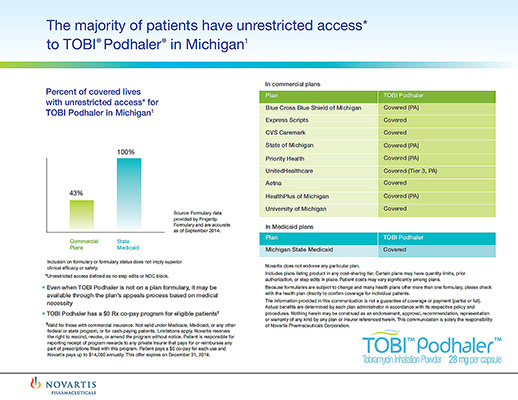 The majority of patients have unrestricted access*
to TOBI® Podhaler® in Michigan¹
Percent of covered lives
with unrestricted access* for
TOBI Podhaler in Michigan¹
43%
100%
Commercial
Plans
State
Medicaid
Source: Formulary data
provided by Fingertip
Formulary and are accurate
as of September 2014.
Inclusion on formulary or formulary status does not imply superior
clinical efficacy or safety.
*Unrestricted access defined as no step edits or NDC block.
• Even when TOBI Podhaler is not on a plan formulary, it may be
available through the plan's appeals process based on medical
necessity
• TOBI Podhaler has a $0 Rx co-pay program for eligible patients‡
‡Valid for those with commercial insurance. Not valid under Medicare, Medicaid, or any other
federal or state program, or for cash-paying patients. Limitations apply. Novartis reserves
the right to rescind, revoke, or amend the program without notice. Patient is responsible for
reporting receipt of program rewards to any private insurer that pays for or reimburses any
part of prescriptions filled with this program. Patient pays a $0 co-pay for each use and
Novartis pays up to $14,000 annually. This offer expires on December 31, 2014.
In commercial plans
Plan TOBI Podhaler
Blue Cross Blue Shield of Michigan Covered (PA)
Express Scripts Covered
CVS Caremark Covered
State of Michigan Covered (PA)
Priority Health Covered (PA)
UnitedHealthcare Covered (Tier 3, PA)
Aetna Covered
HealthPlus of Michigan Covered (PA)
University of Michigan Covered
In Medicaid plans
Plan TOBI Podhaler
Michigan State Medicaid Covered
Novartis does not endorse any particular plan.
Includes plans listing product in any cost-sharing tier. Certain plans may have quantity limits, prior
authorization, or step edits in place. Patient costs may vary significantly among plans.
Because formularies are subject to change and many health plans offer more than one formulary, please check
with the health plan directly to confirm coverage for individual patients.
The information provided in this communication is not a guarantee of coverage or payment (partial or full).
Actual benefits are determined by each plan administrator in accordance with its respective policy and
procedures. Nothing herein may be construed as an endorsement, approval, recommendation, representation
or warranty of any kind by any plan or insurer referenced herein. This communication is solely the responsibility
of Novartis Pharmaceuticals Corporation.
TOBI™ Podhaler™
Tobramycin Inhalation Powder 28 mg per capsule
NOVARTIS
PHARMACEUTICALS